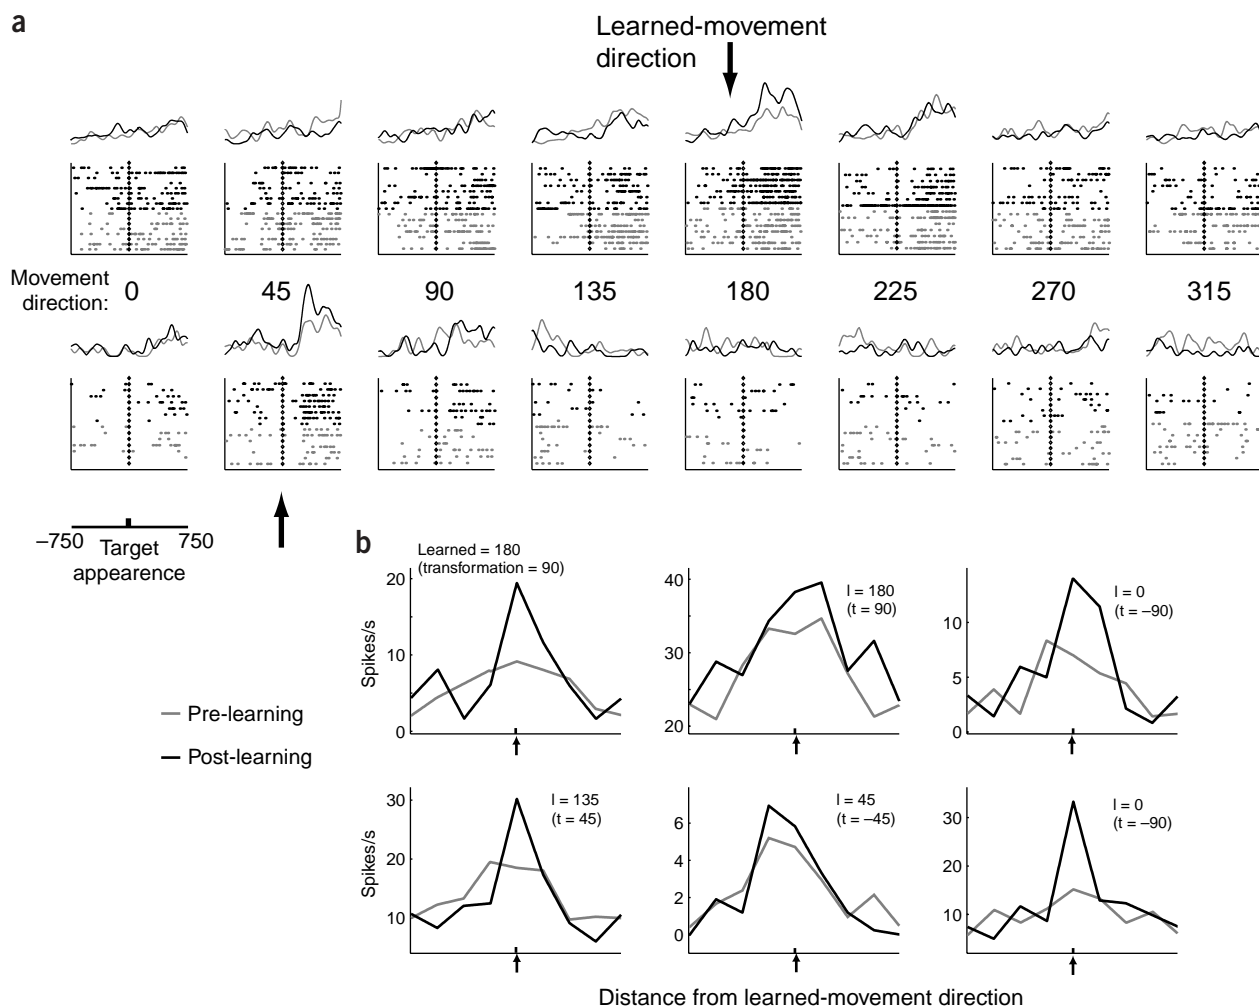 a
Learned-movement
direction
Movement
direction:
0
45
90
135
180
225
270
315
–750
Target
appearence
750
b
Learned = 180
(transformation = 90)
Spikes/s
20
10
0
l = 180
(t = 90)
40
30
20
l = 0
(t = –90)
10
5
0
Pre-learning
Post-learning
l = 135
(t = 45)
Spikes/s
30
20
10
l = 45
(t = –45)
6
4
2
0
l = 0
(t = –90)
30
20
10
Distance from learned-movement direction